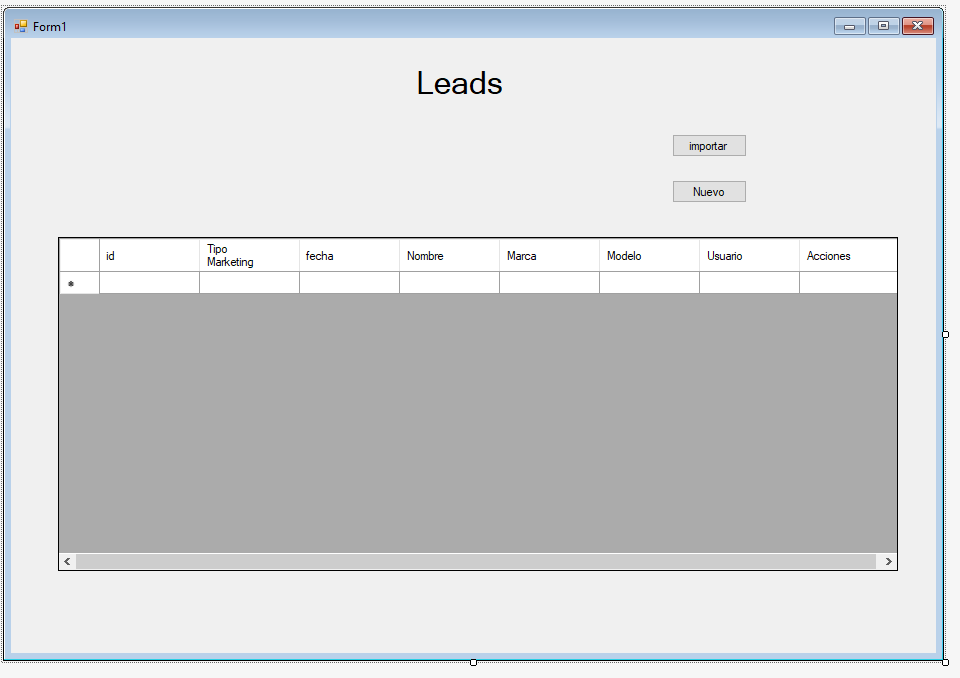 Form1
Leads
importar
Nuevo
id
Tipo
Marketing
fecha
Nombre
Marca
Modelo
Usuario
Acciones